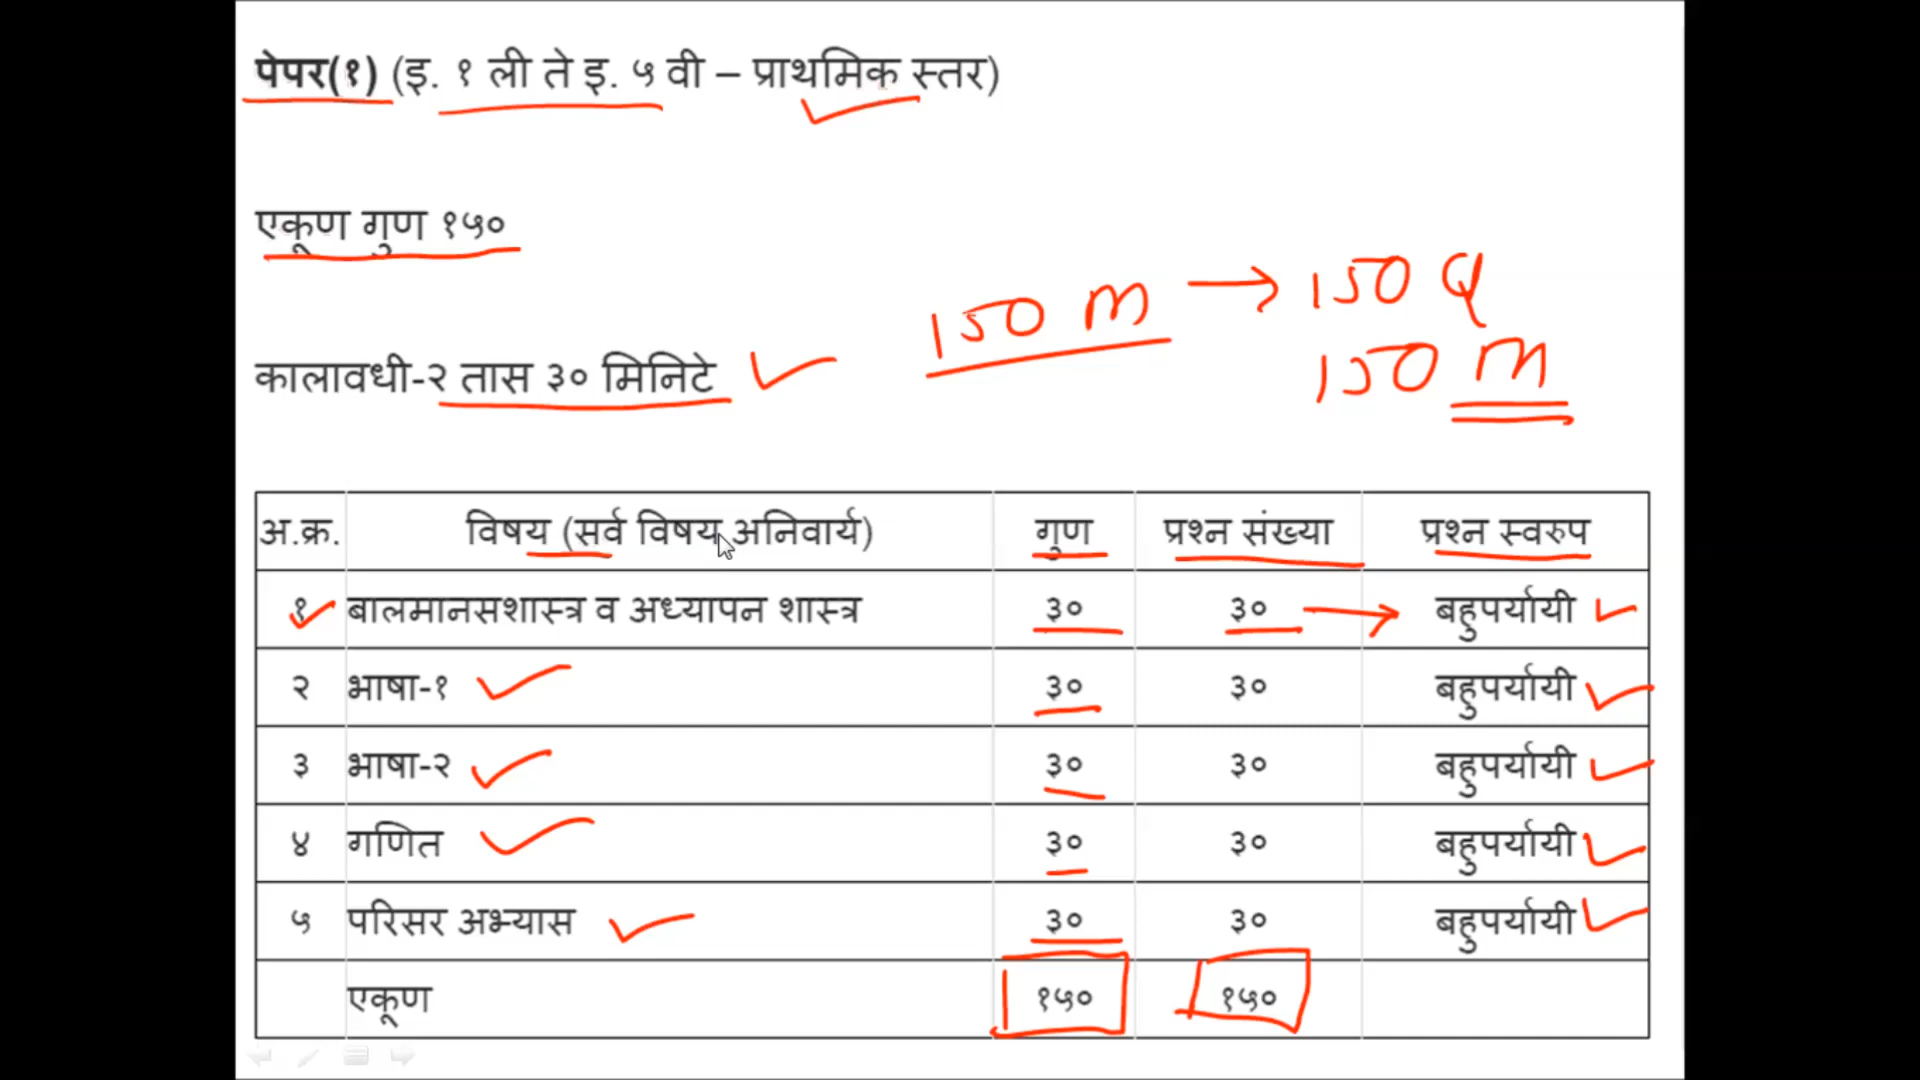 पेपर(१) (इ. १ ली ते इ. ५ वी – प्राथमिक स्तर)
एकूण गुण १५०
150 m → 150 Q
150 m
कालावधी-२ तास ३० मिनिटे
अ.क्र. विषय (सर्व विषय अनिवार्य) गुण प्रश्न संख्या प्रश्न स्वरुप
१ बालमानसशास्त्र व अध्यापन शास्त्र ३० ३० → बहुपर्यायी
२ भाषा-१ ३० ३० बहुपर्यायी
३ भाषा-२ ३० ३० बहुपर्यायी
४ गणित ३० ३० बहुपर्यायी
५ परिसर अभ्यास ३० ३० बहुपर्यायी
एकूण १५० १५०